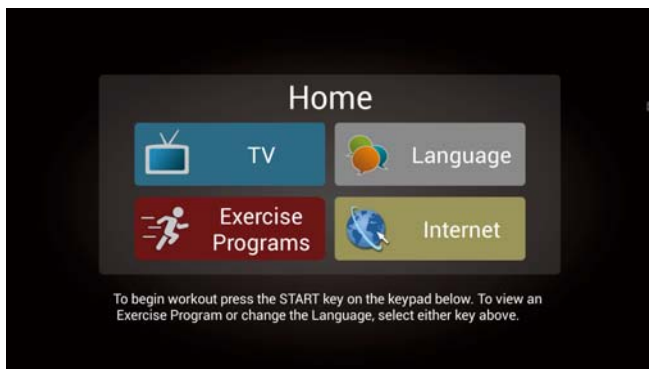 Home
TV
Language
Exercise
Programs
Internet
To begin workout press the START key on the keypad below. To view an
Exercise Program or change the Language, select either key above.